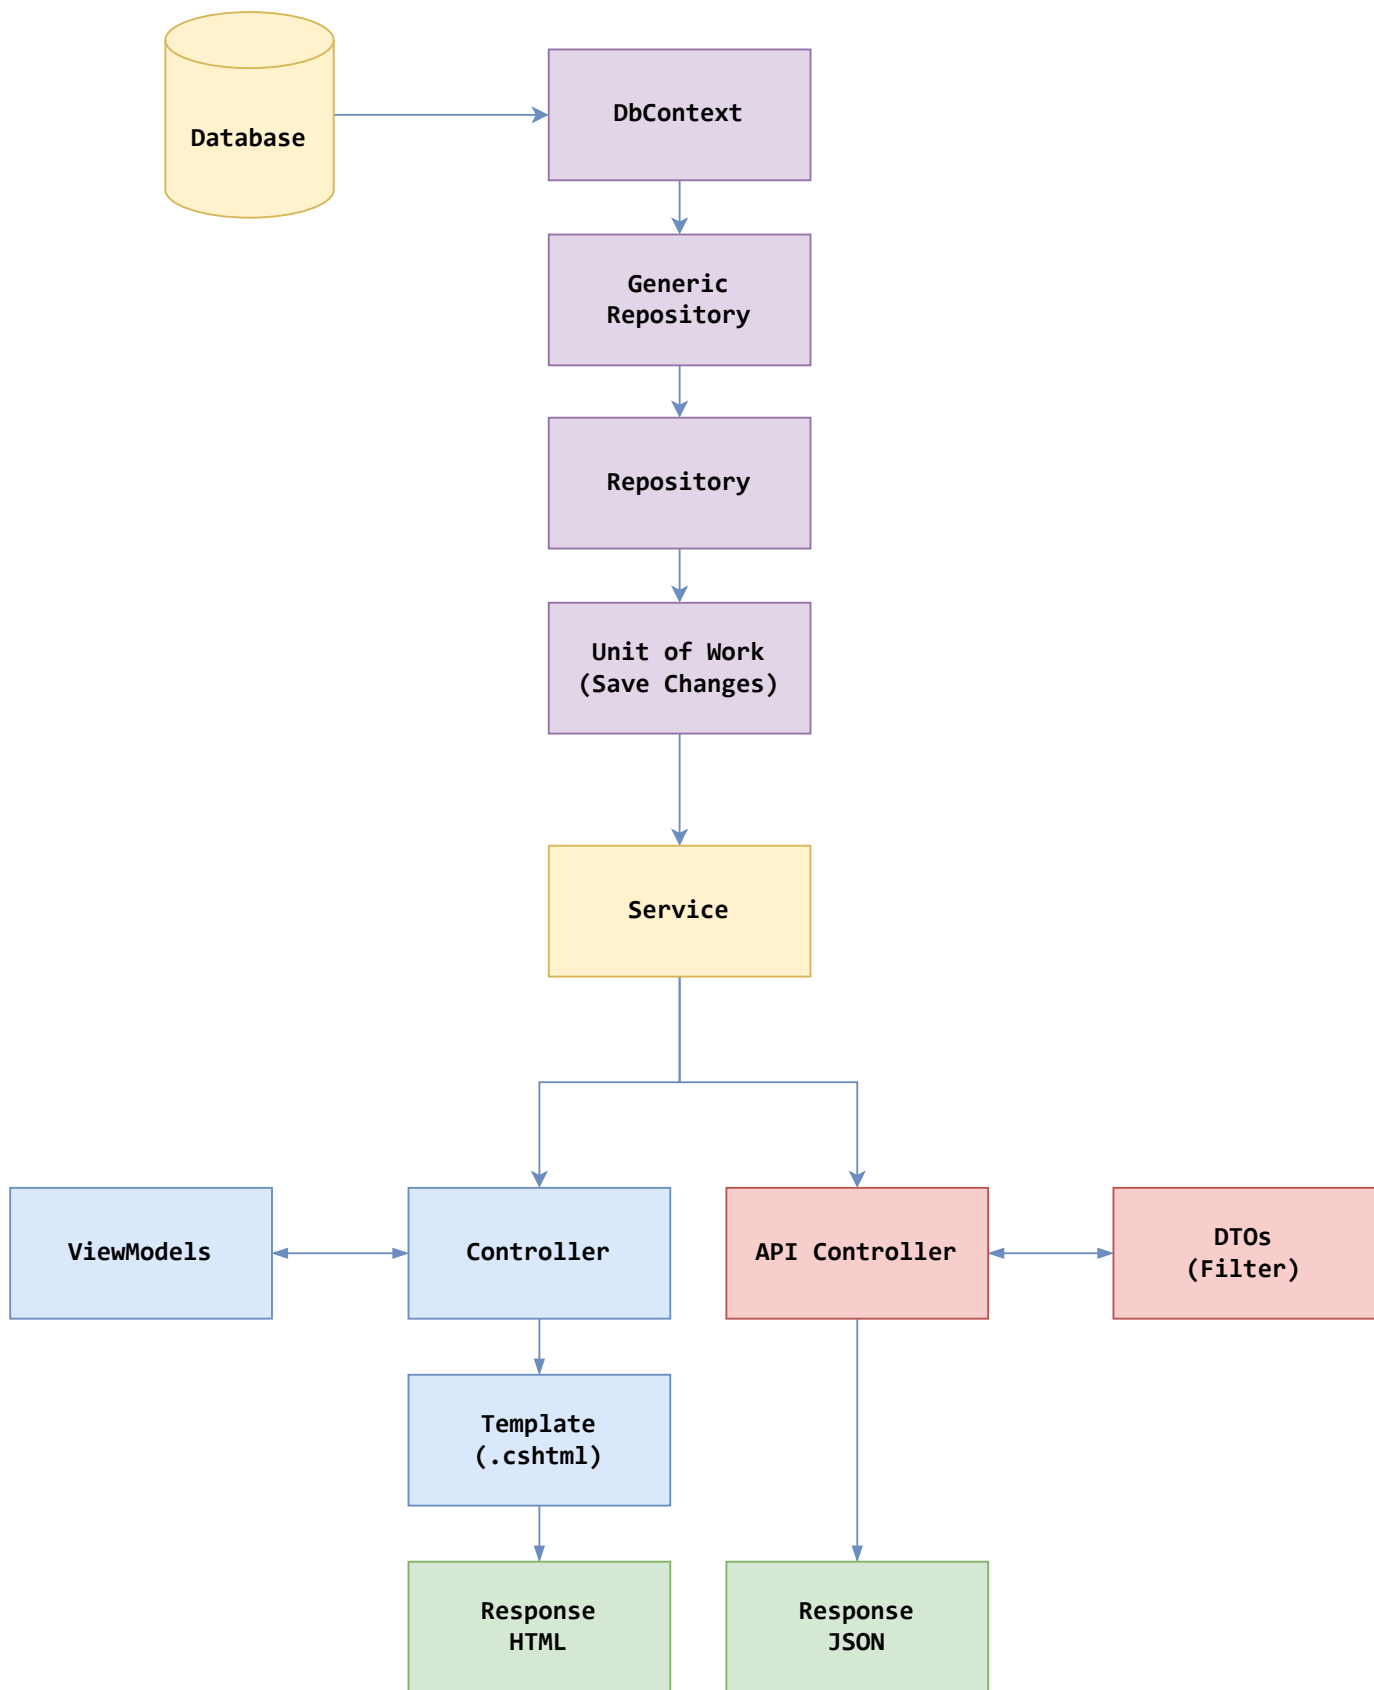 Database
DbContext
Generic
Repository
Repository
Unit of Work
(Save Changes)
Service
ViewModels
Controller
API Controller
DTOs
(Filter)
Template
(.cshtml)
Response
HTML
Response
JSON